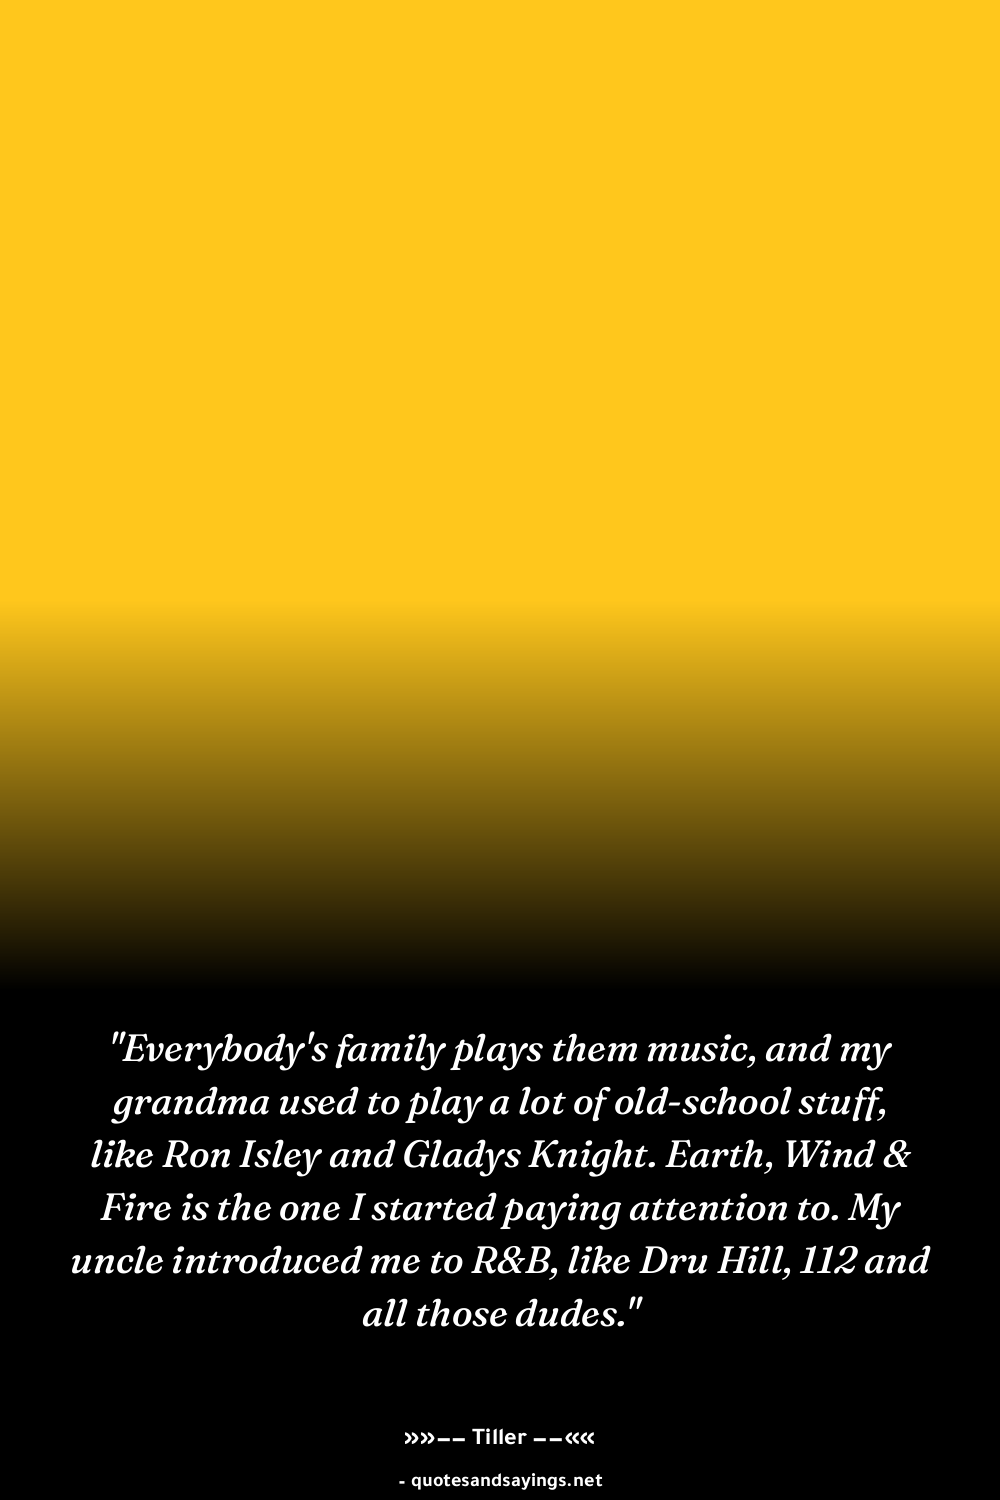 "Everybody's family plays them music, and my
grandma used to play a lot of old-school stuff,
like Ron Isley and Gladys Knight. Earth, Wind &
Fire is the one I started paying attention to. My
uncle introduced me to R&B, like Dru Hill, 112 and
all those dudes."
»»–– Tiller ––««
- quotesandsayings.net